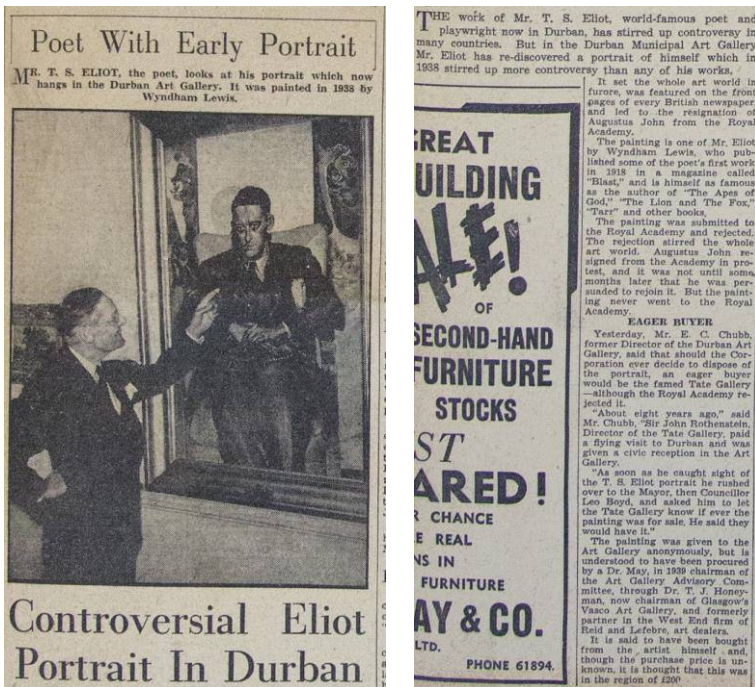 Poet With Early Portrait
MR. T. S. ELIOT, the poet, looks at his portrait which now
hangs in the Durban Art Gallery. It was painted in 1938 by
Wyndham Lewis.
Controversial Eliot
Portrait In Durban
THE work of Mr. T. S. Eliot, world-famous poet and
playwright now in Durban, has stirred up controversy in
many countries. But in the Durban Municipal Art Gallery
Mr. Eliot has re-discovered a portrait of himself which in
1938 stirred up more controversy than any of his works.
It set the whole art world in
furore, was featured on the front
pages of every British newspaper
and led to the resignation of
Augustus John from the Royal
Academy.
The painting is one of Mr. Eliot
by Wyndham Lewis, who pub-
lished some of the poet's first work
in 1918 in a magazine called
"Blast," and is himself as famous
as the author of "The Apes of
God," "The Lion and The Fox,"
"Tarr" and other books.
The painting was submitted to
the Royal Academy and rejected.
The rejection stirred the whole
art world. Augustus John re-
signed from the Academy in pro-
test, and it was not until some
months later that he was per-
suaded to rejoin it. But the paint-
ing never went to the Royal
Academy.
EAGER BUYER
Yesterday, Mr. E. C. Chubb,
former Director of the Durban Art
Gallery, said that should the Cor-
poration ever decide to dispose of
the portrait, an eager buyer
would be the famed Tate Gallery
—although the Royal Academy re-
jected it.
"About eight years ago," said
Mr. Chubb, "Sir John Rothenstein,
Director of the Tate Gallery, paid
a flying visit to Durban and was
given a civic reception in the Art
Gallery.
"As soon as he caught sight of
the T. S. Eliot portrait he rushed
over to the Mayor, then Councillor
Leo Boyd, and asked him to let
the Tate Gallery know if ever the
painting was for sale. He said they
would have it."
The painting was given to the
Art Gallery anonymously, but is
understood to have been procured
by a Dr. May, in 1939 chairman of
the Art Gallery Advisory Com-
mittee, through Dr. T. J. Honey-
man, now chairman of Glasgow's
Vasco Art Gallery, and formerly
partner in the West End firm of
Reid and Lefebre, art dealers.
It is said to have been bought
from the artist himself and,
though the purchase price is un-
known, it is thought that this was
in the region of £200
GREAT
UILDING
ALE!
OF
SECOND-HAND
FURNITURE
STOCKS
ST
ARED!
R CHANCE
E REAL
NS IN
FURNITURE
AY & CO.
LTD.
PHONE 61894.